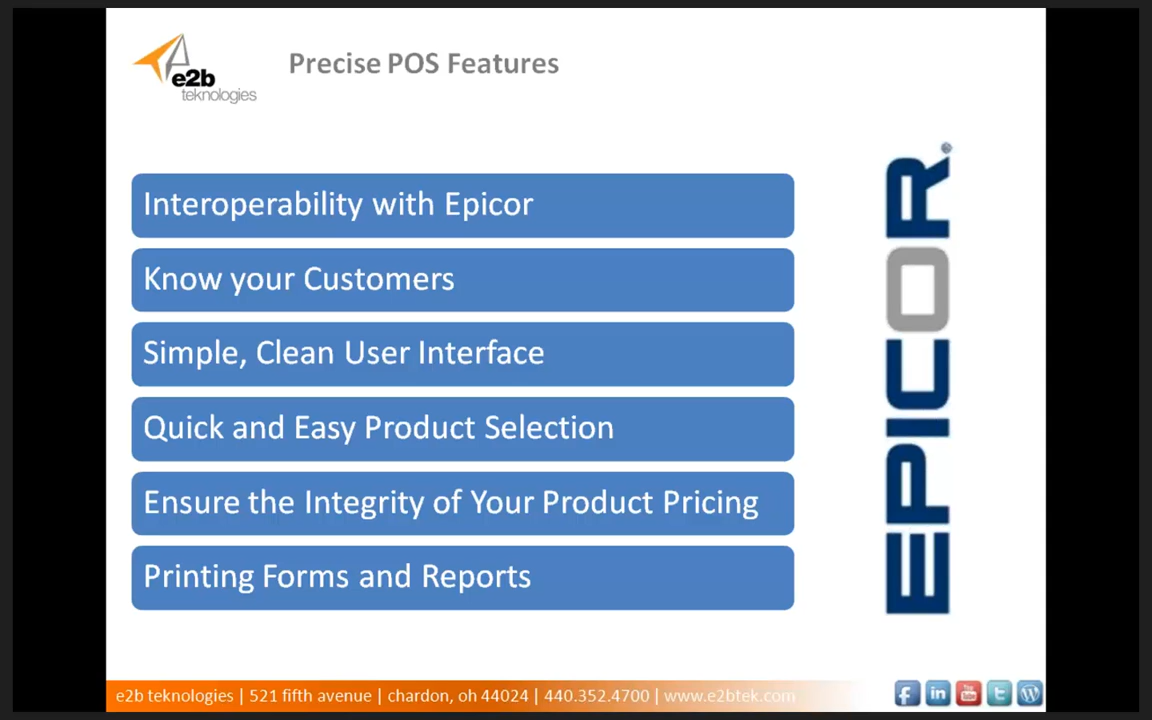 e2b
teknologies
Precise POS Features
Interoperability with Epicor
Know your Customers
Simple, Clean User Interface
Quick and Easy Product Selection
Ensure the Integrity of Your Product Pricing
Printing Forms and Reports
EPICOR
e2b teknologies | 521 fifth avenue | chardon, oh 44024 | 440.352.4700 | www.e2btek.com